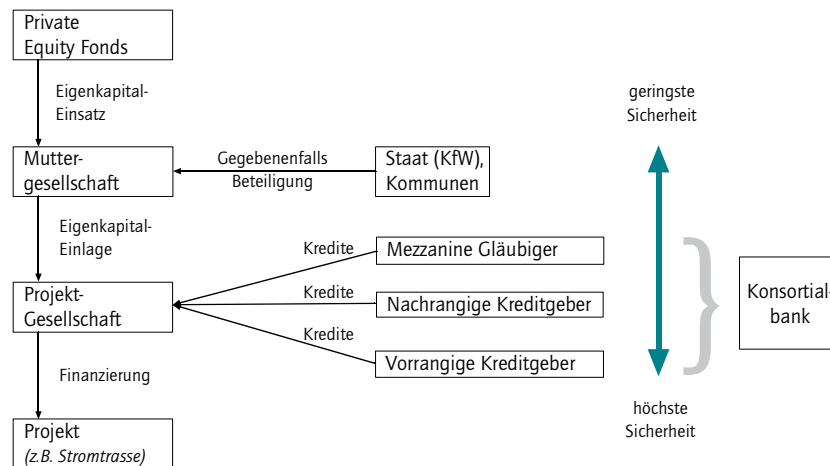 Private
Equity Fonds
Eigenkapital-
Einsatz
geringste
Sicherheit
Mutter-
gesellschaft
Gegebenenfalls
Beteiligung
Staat (KfW),
Kommunen
Eigenkapital-
Einlage
Kredite
Mezzanine Gläubiger
Projekt-
Gesellschaft
Kredite
Nachrangige Kreditgeber
Konsortial-
bank
Kredite
Vorrangige Kreditgeber
Finanzierung
höchste
Sicherheit
Projekt
(z.B. Stromtrasse)